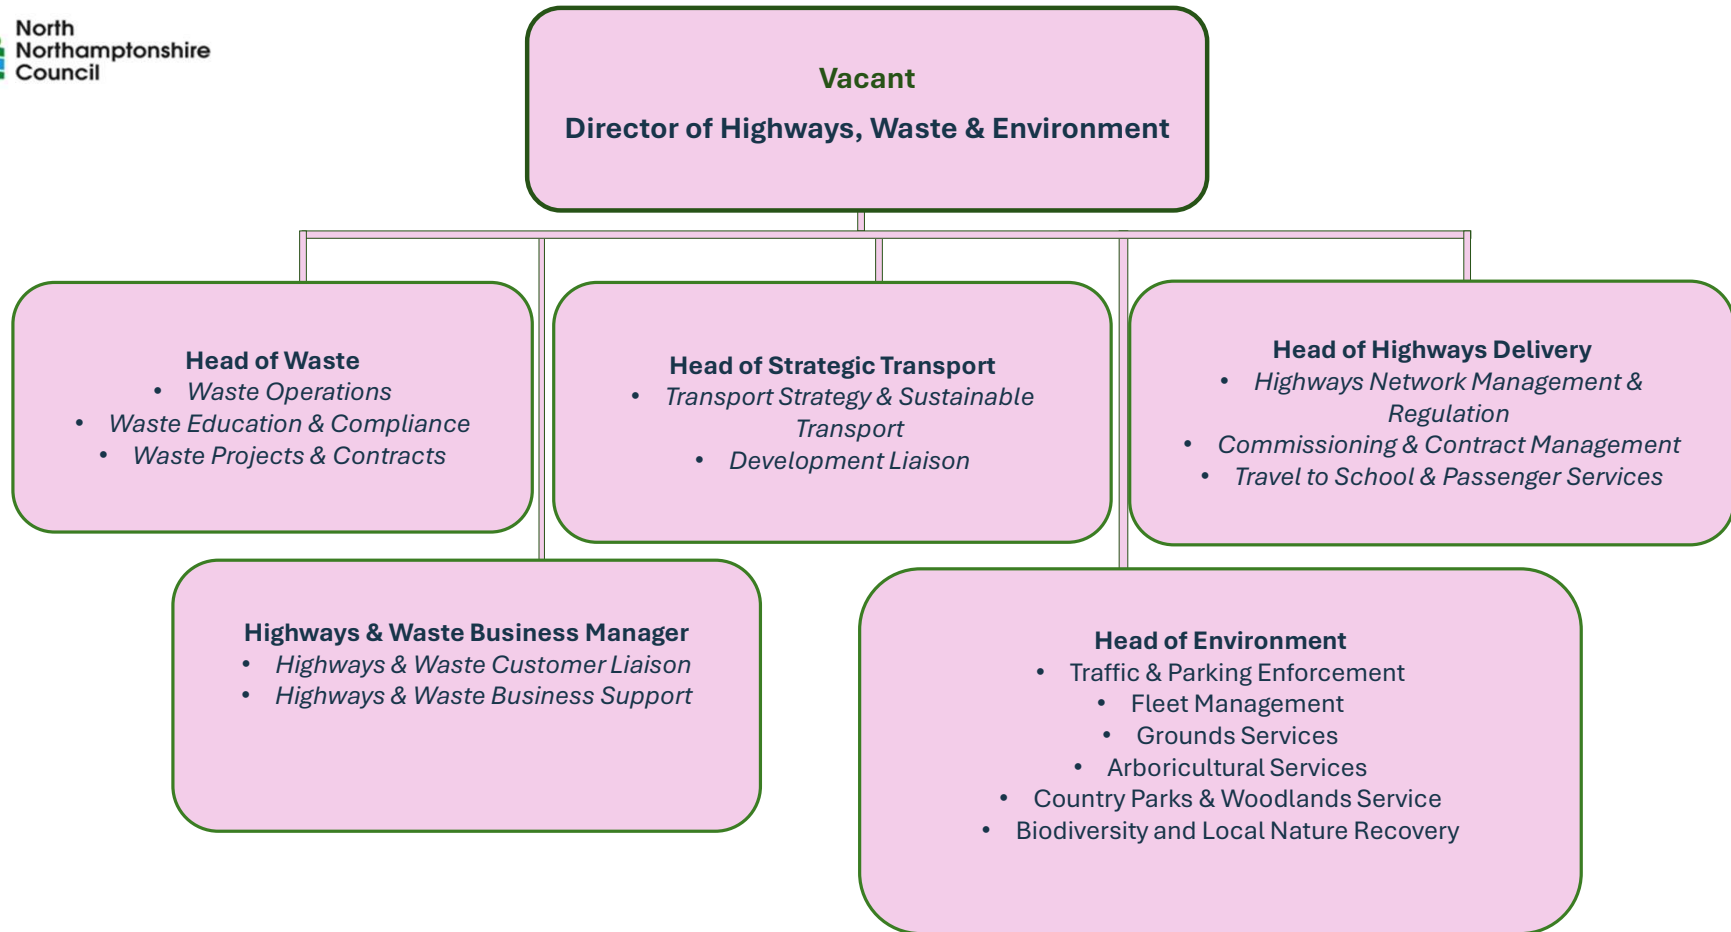 North
Northamptonshire
Council
Vacant
Director of Highways, Waste & Environment
Head of Waste
• Waste Operations
• Waste Education & Compliance
• Waste Projects & Contracts
Head of Strategic Transport
• Transport Strategy & Sustainable
Transport
• Development Liaison
Head of Highways Delivery
• Highways Network Management &
Regulation
• Commissioning & Contract Management
• Travel to School & Passenger Services
Highways & Waste Business Manager
• Highways & Waste Customer Liaison
• Highways & Waste Business Support
Head of Environment
• Traffic & Parking Enforcement
• Fleet Management
• Grounds Services
• Arboricultural Services
• Country Parks & Woodlands Service
• Biodiversity and Local Nature Recovery